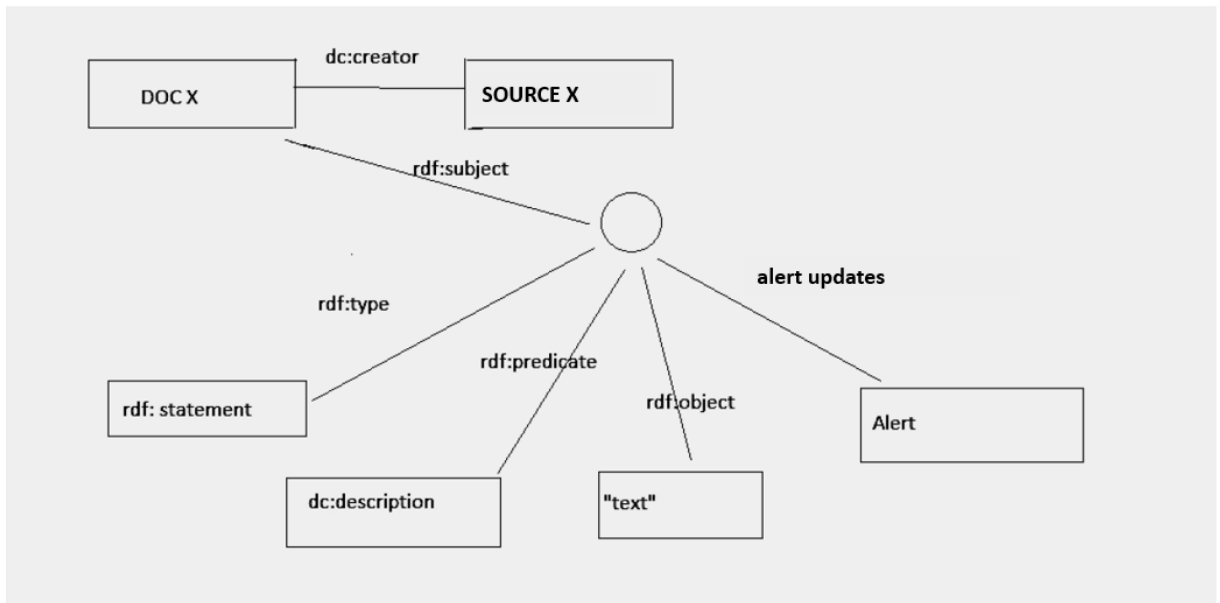 dc:creator
DOC X
SOURCE X
rdf:subject
alert updates
rdf:type
rdf:predicate
rdf:object
rdf: statement
Alert
dc:description
"text"